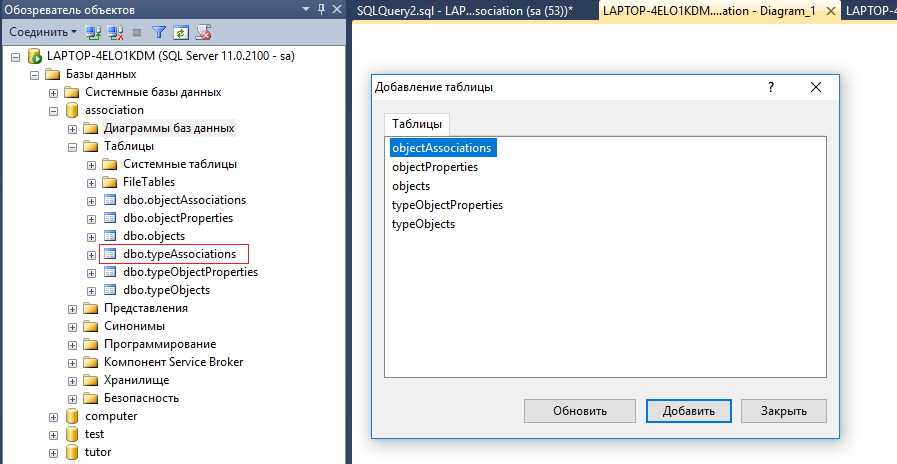 Обозреватель объектов
Соединить
LAPTOP-4ELO1KDM (SQL Server 11.0.2100 - sa)
Базы данных
Системные базы данных
association
Диаграммы баз данных
Таблицы
Системные таблицы
FileTables
dbo.objectAssociations
dbo.objectProperties
dbo.objects
dbo.typeAssociations
dbo.typeObjectProperties
dbo.typeObjects
Представления
Синонимы
Программирование
Компонент Service Broker
Хранилище
Безопасность
computer
test
tutor
SQLQuery2.sql - LAP...sociation (sa (53))*
LAPTOP-4ELO1KDM....ation - Diagram_1
LAPTOP-4
Добавление таблицы
Таблицы
objectAssociations
objectProperties
objects
typeObjectProperties
typeObjects
Обновить
Добавить
Закрыть